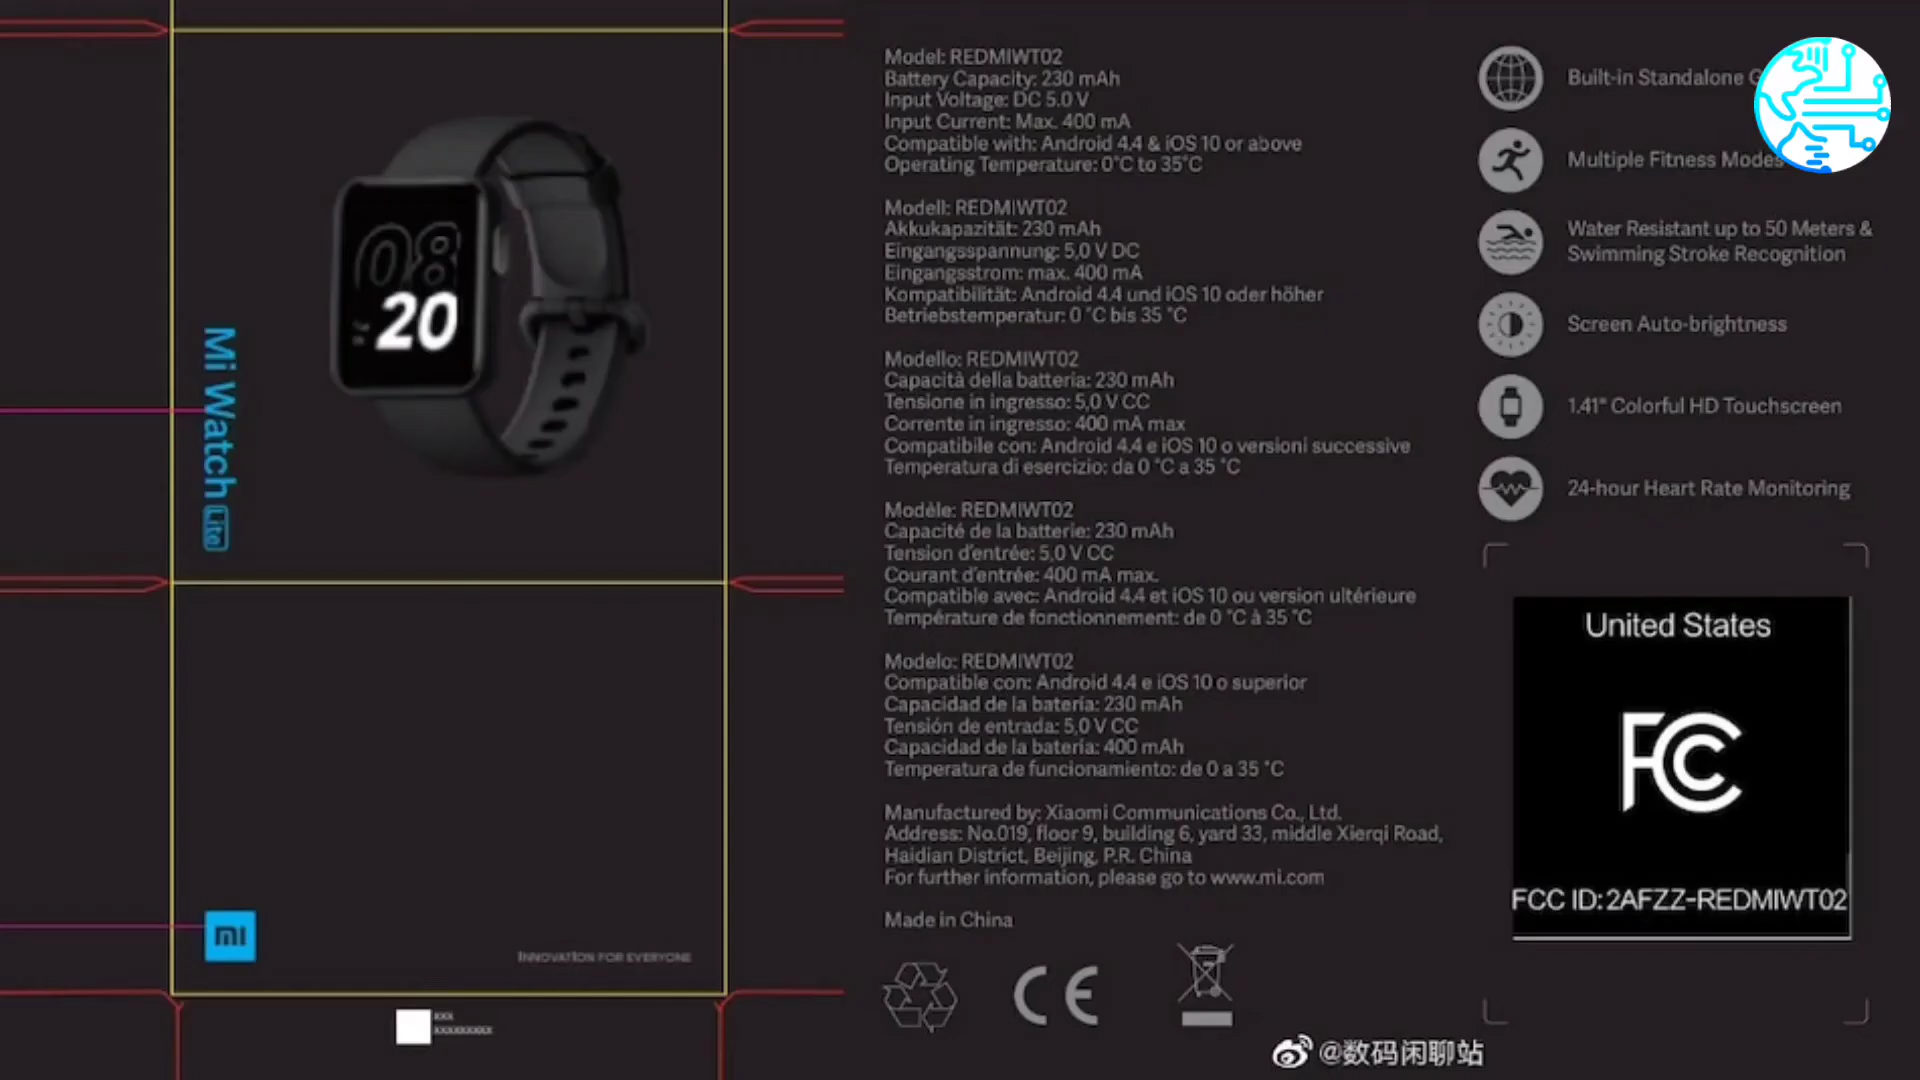 Mi Watch Lite
08
20
mi
INNOVATION FOR EVERYONE
XXX
XXXXXXXXX
Model: REDMIWT02
Battery Capacity: 230 mAh
Input Voltage: DC 5.0 V
Input Current: Max. 400 mA
Compatible with: Android 4.4 & iOS 10 or above
Operating Temperature: 0°C to 35°C
Modell: REDMIWT02
Akkukapazität: 230 mAh
Eingangsspannung: 5,0 V DC
Eingangsstrom: max. 400 mA
Kompatibilität: Android 4.4 und iOS 10 oder höher
Betriebstemperatur: 0 °C bis 35 °C
Modello: REDMIWT02
Capacità della batteria: 230 mAh
Tensione in ingresso: 5,0 V CC
Corrente in ingresso: 400 mA max
Compatibile con: Android 4.4 e iOS 10 o versioni successive
Temperatura di esercizio: da 0 °C a 35 °C
Modèle: REDMIWT02
Capacité de la batterie: 230 mAh
Tension d'entrée: 5,0 V CC
Courant d'entrée: 400 mA max.
Compatible avec: Android 4.4 et iOS 10 ou version ultérieure
Température de fonctionnement: de 0 °C à 35 °C
Modelo: REDMIWT02
Compatible con: Android 4.4 e iOS 10 o superior
Capacidad de la batería: 230 mAh
Tensión de entrada: 5,0 V CC
Capacidad de la batería: 400 mAh
Temperatura de funcionamiento: de 0 a 35 °C
Manufactured by: Xiaomi Communications Co., Ltd.
Address: No.019, floor 9, building 6, yard 33, middle Xierqi Road,
Haidian District, Beijing, P.R. China
For further information, please go to www.mi.com
Made in China
CE
Built-in Standalone
Multiple Fitness Modes
Water Resistant up to 50 Meters &
Swimming Stroke Recognition
Screen Auto-brightness
1.41" Colorful HD Touchscreen
24-hour Heart Rate Monitoring
United States
FC
FCC ID: 2AFZZ-REDMIWT02
@数码闲聊站